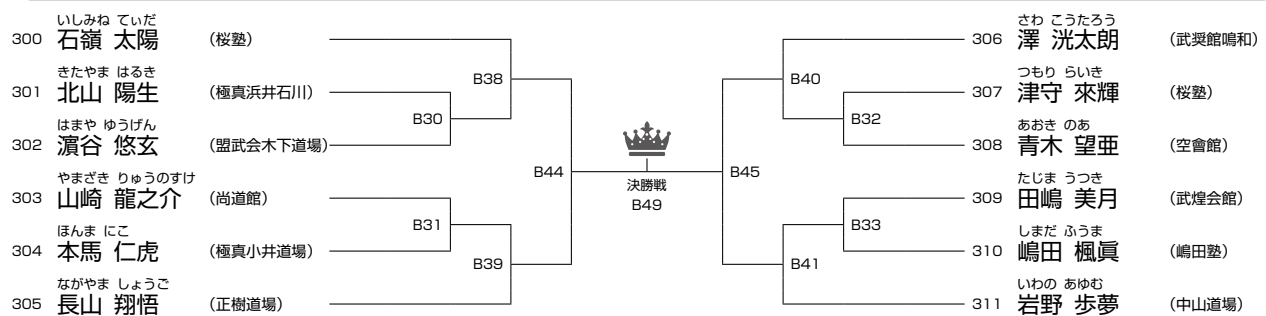 いしみね てぃだ
300 石嶺 太陽 (桜塾)
きたやま はるき
301 北山 陽生 (極真浜井石川)
はまや ゆうげん
302 濵谷 悠玄 (盟武会木下道場)
やまざき りゅうのすけ
303 山崎 龍之介 (尚道館)
ほんま にこ
304 本馬 仁虎 (極真小井道場)
ながやま しょうご
305 長山 翔悟 (正樹道場)
B38
B30
B31
B39
B44
決勝戦
B49
B45
B40
B32
B33
B41
さわ こうたろう
306 澤 洸太朗 (武奨館鳴和)
つもり らいき
307 津守 來輝 (桜塾)
あおき のあ
308 青木 望亜 (空會館)
たじま うつき
309 田嶋 美月 (武煌会館)
しまだ ふうま
310 嶋田 楓眞 (嶋田塾)
いわの あゆむ
311 岩野 歩夢 (中山道場)